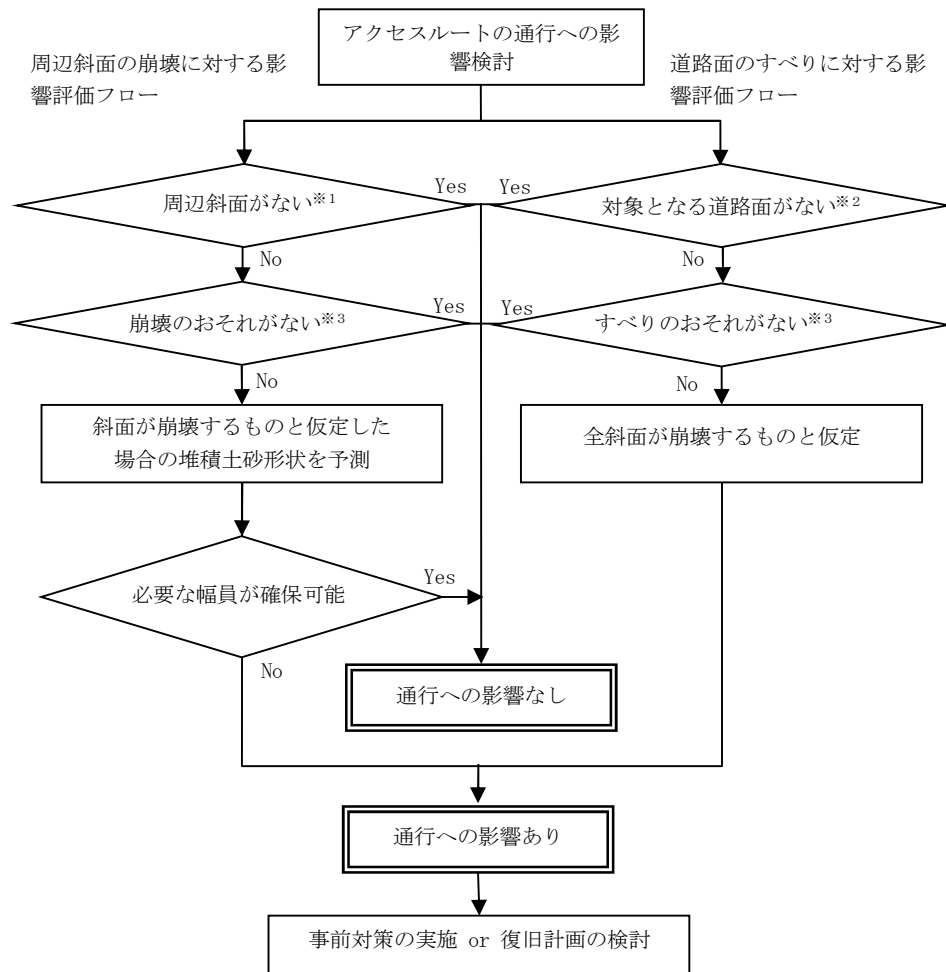 アクセスルートの通行への影
響検討
周辺斜面の崩壊に対する影
響評価フロー
道路面のすべりに対する影
響評価フロー
周辺斜面がない※1
Yes
Yes
対象となる道路面がない※2
No
No
崩壊のおそれがない※3
Yes
Yes
すべりのおそれがない※3
No
No
斜面が崩壊するものと仮定した
場合の堆積土砂形状を予測
全斜面が崩壊するものと仮定
必要な幅員が確保可能
Yes
No
通行への影響なし
通行への影響あり
事前対策の実施 or 復旧計画の検討